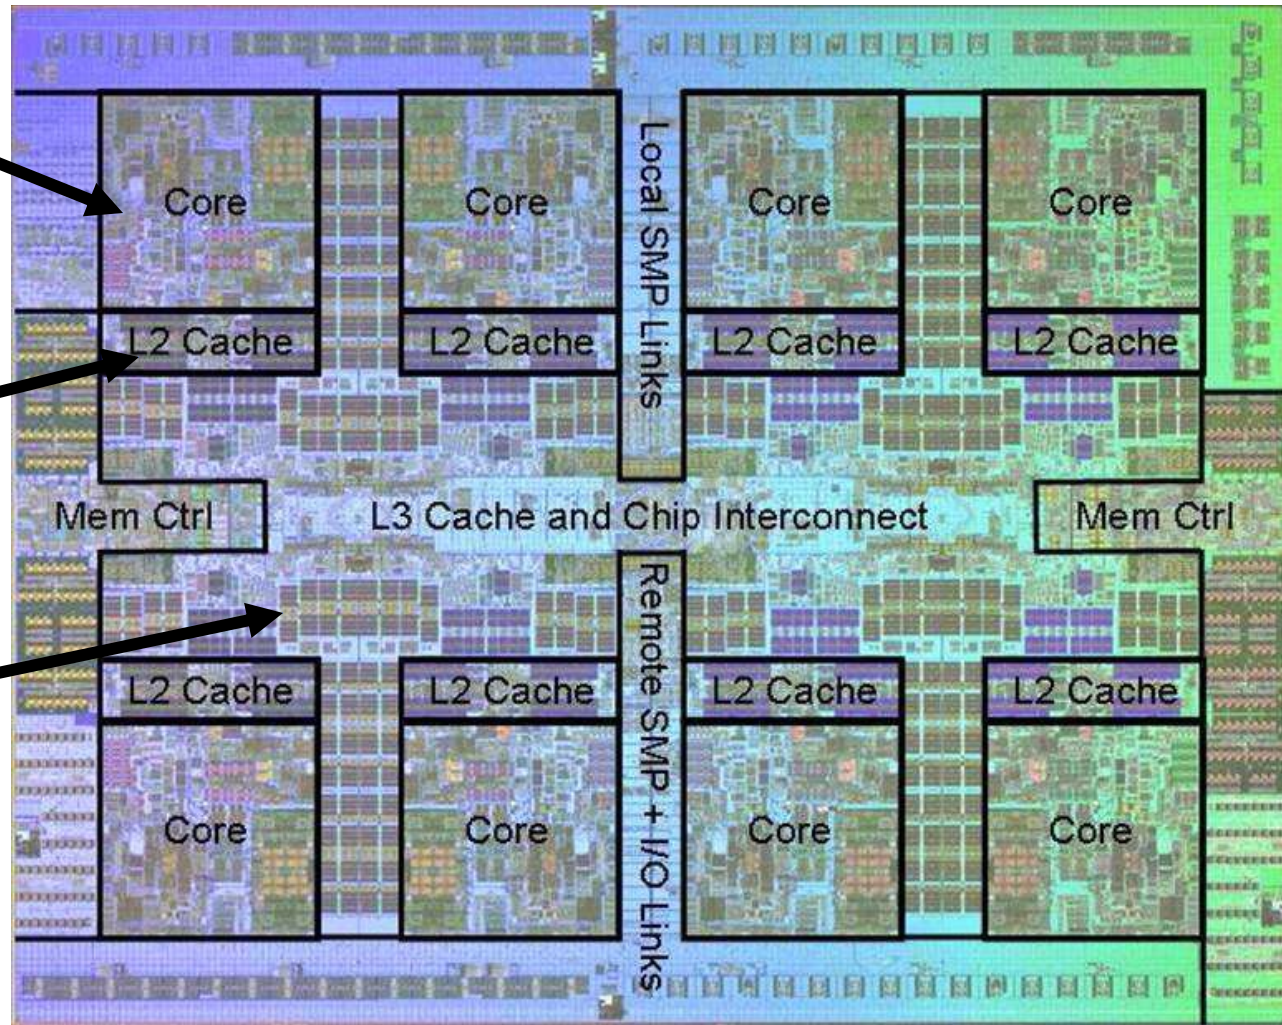 Core Core Core Core
Local SMP Links
L2 Cache L2 Cache L2 Cache L2 Cache
Mem Ctrl L3 Cache and Chip Interconnect Mem Ctrl
Remote SMP + I/O Links
L2 Cache L2 Cache L2 Cache L2 Cache
Core Core Core Core